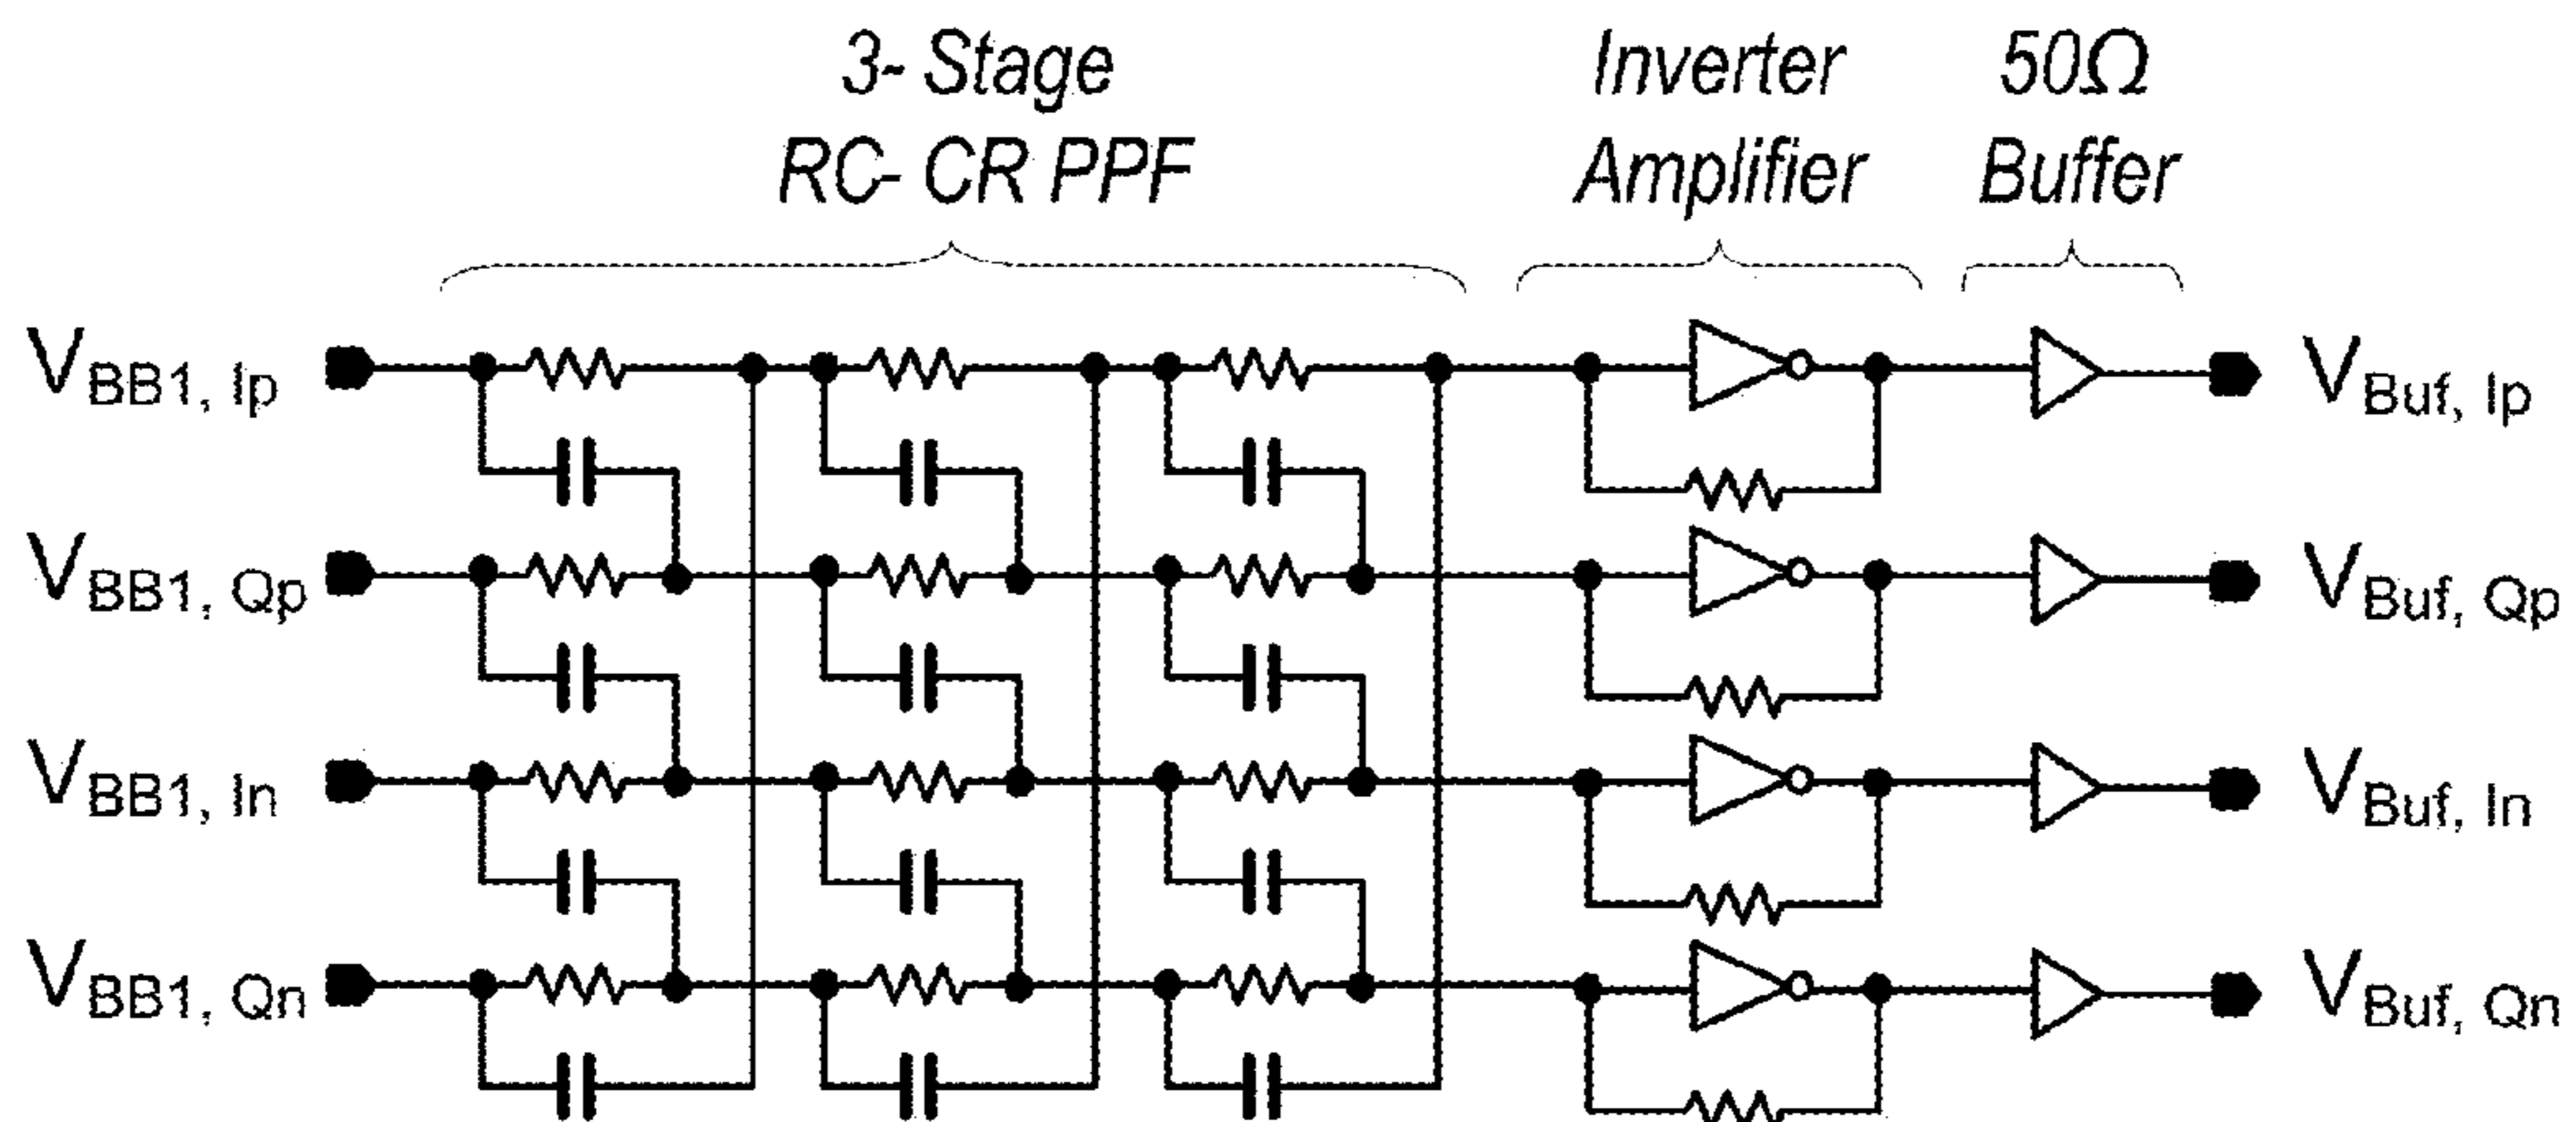 3- Stage
RC- CR PPF
Inverter
Amplifier
50Ω
Buffer
VBB1, Ip
VBuf, Ip
VBB1, Qp
VBuf, Qp
VBB1, In
VBuf, In
VBB1, Qn
VBuf, Qn